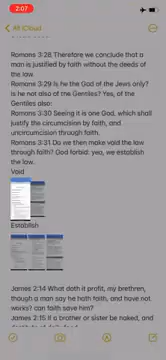 2:07
All iCloud
Romans 3:28 Therefore we conclude that a
man is justified by faith without the deeds of
the law.
Romans 3:29 Is he the God of the Jews only?
is he not also of the Gentiles? Yes, of the
Gentiles also:
Romans 3:30 Seeing it is one God, which shall
justify the circumcision by faith, and
uncircumcision through faith.
Romans 3:31 Do we then make void the law
through faith? God forbid: yea, we establish
the law.
Void
Establish
James 2:14 What doth it profit, my brethren,
though a man say he hath faith, and have not
works? can faith save him?
James 2:15 If a brother or sister be naked, and